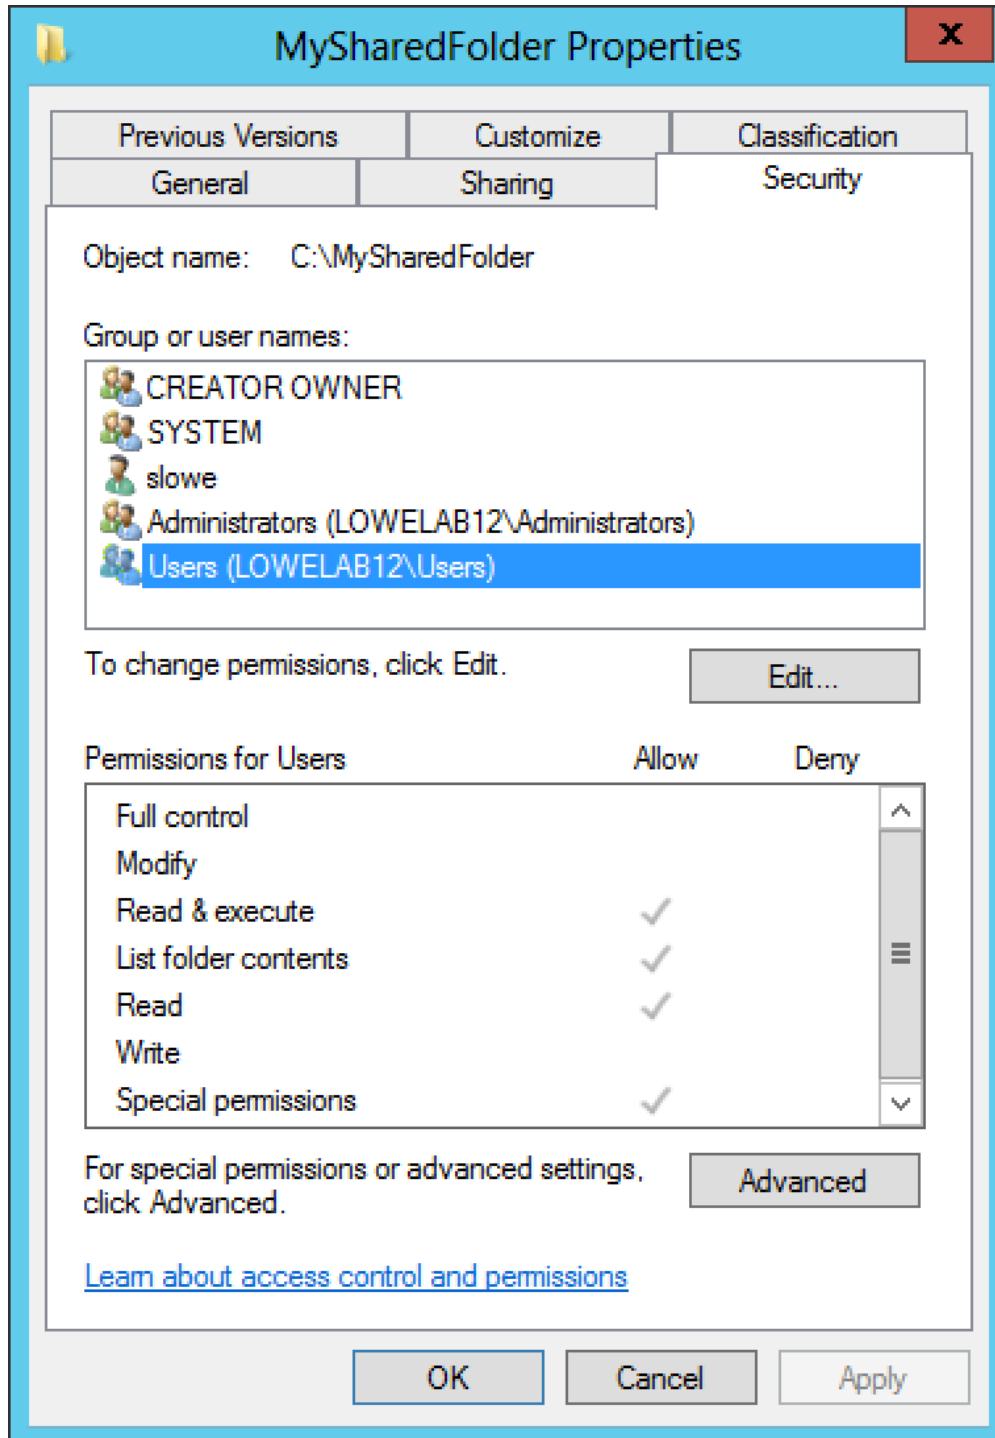 MySharedFolder Properties
x
Previous Versions Customize Classification
General Sharing Security
Object name: C:\MySharedFolder
Group or user names:
CREATOR OWNER
SYSTEM
slowe
Administrators (LOWELAB12\Administrators)
Users (LOWELAB12\Users)
To change permissions, click Edit.
Edit...
Permissions for Users Allow Deny
Full control
Modify
Read & execute
List folder contents
Read
Write
Special permissions
For special permissions or advanced settings,
click Advanced.
Advanced
Learn about access control and permissions
OK Cancel Apply